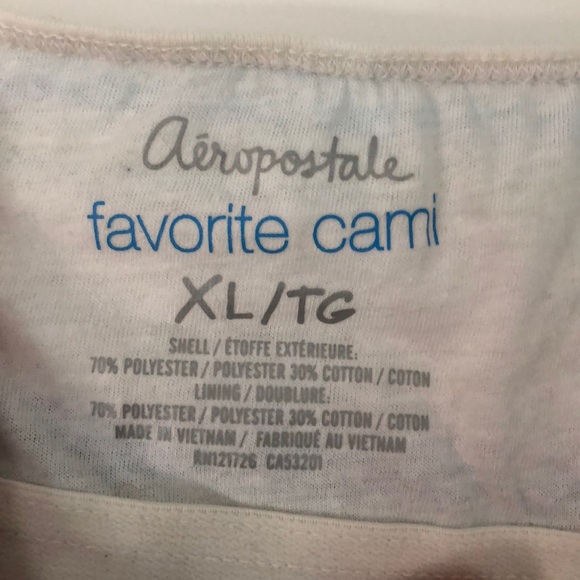 Aéropostale
favorite cami
XL/TG
SHELL / ÉTOFFE EXTÉRIEURE:
70% POLYESTER / POLYESTER 30% COTTON / COTON
LINING / DOUBLURE:
70% POLYESTER / POLYESTER 30% COTTON / COTON
MADE IN VIETNAM / FABRIQUÉ AU VIETNAM
RN121726 CA53201